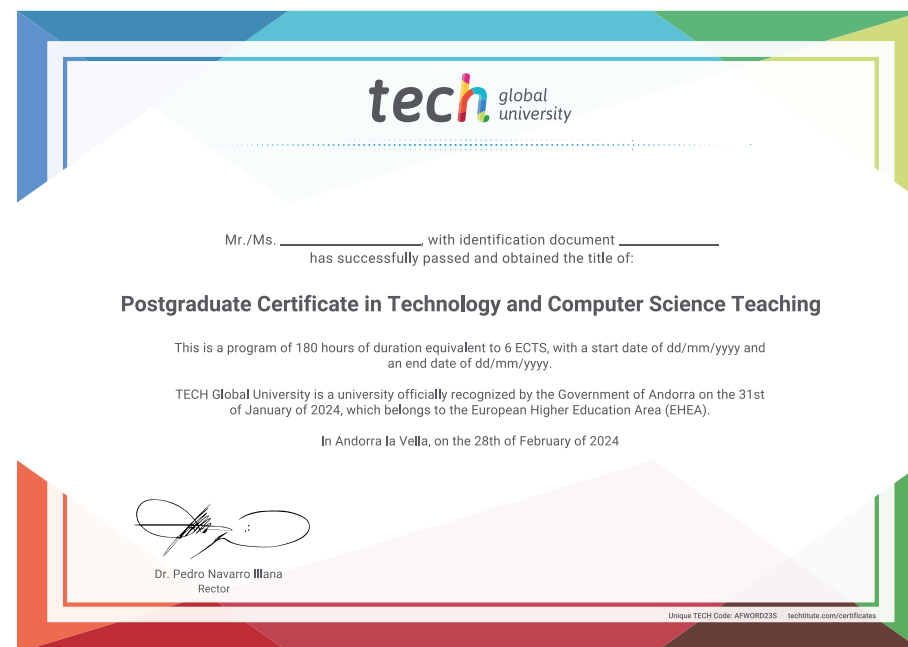 tech global university
Mr./Ms. ____________________, with identification document ______________
has successfully passed and obtained the title of:
Postgraduate Certificate in Technology and Computer Science Teaching
This is a program of 180 hours of duration equivalent to 6 ECTS, with a start date of dd/mm/yyyy and
an end date of dd/mm/yyyy.
TECH Global University is a university officially recognized by the Government of Andorra on the 31st
of January of 2024, which belongs to the European Higher Education Area (EHEA).
In Andorra la Vella, on the 28th of February of 2024
Dr. Pedro Navarro Illana
Rector
Unique TECH Code: AFWORD23S techtitute.com/certificates